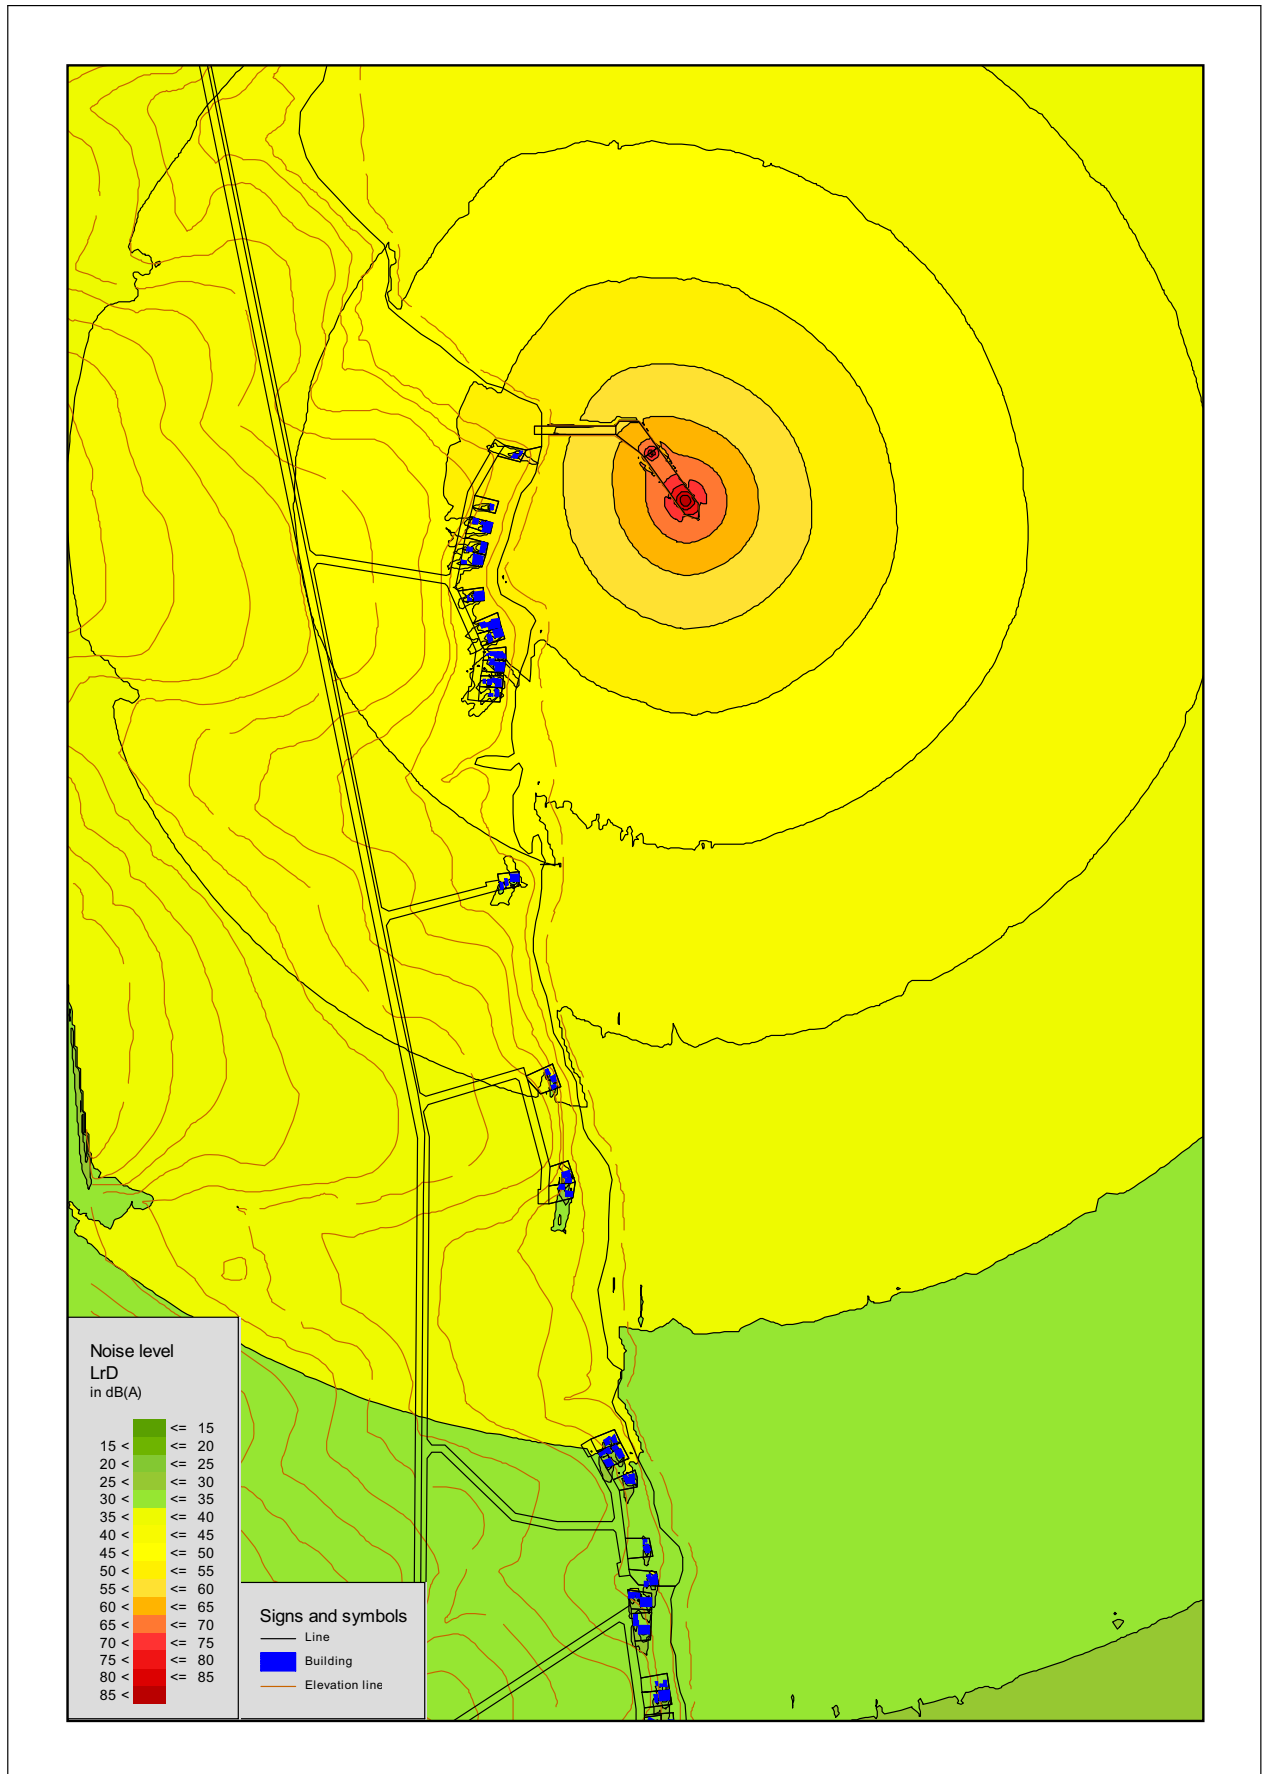 Noise level
LrD
in dB(A)
<= 15
15 < <= 20
20 < <= 25
25 < <= 30
30 < <= 35
35 < <= 40
40 < <= 45
45 < <= 50
50 < <= 55
55 < <= 60
60 < <= 65
65 < <= 70
70 < <= 75
75 < <= 80
80 < <= 85
85 <
Signs and symbols
Line
Building
Elevation line